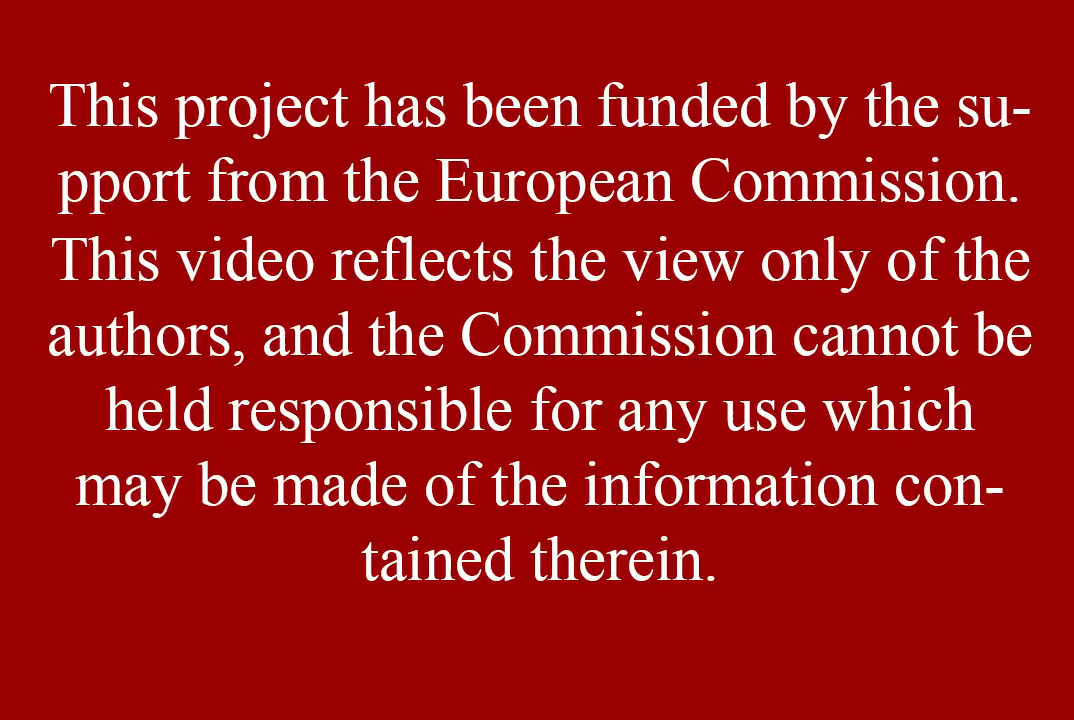 This project has been funded by the su-
pport from the European Commission.
This video reflects the view only of the
authors, and the Commission cannot be
held responsible for any use which
may be made of the information con-
tained therein.